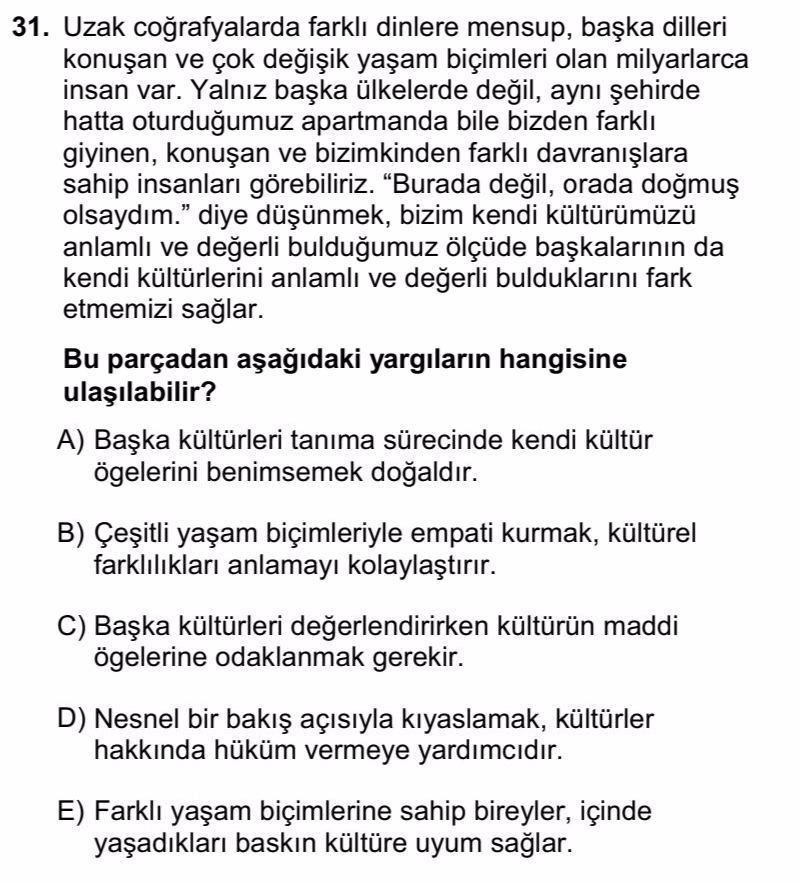 31. Uzak coğrafyalarda farklı dinlere mensup, başka dilleri
konuşan ve çok değişik yaşam biçimleri olan milyarlarca
insan var. Yalnız başka ülkelerde değil, aynı şehirde
hatta oturduğumuz apartmanda bile bizden farklı
giyinen, konuşan ve bizimkinden farklı davranışlara
sahip insanları görebiliriz. “Burada değil, orada doğmuş
olsaydım.” diye düşünmek, bizim kendi kültürümüzü
anlamlı ve değerli bulduğumuz ölçüde başkalarının da
kendi kültürlerini anlamlı ve değerli bulduklarını fark
etmemizi sağlar.
Bu parçadan aşağıdaki yargıların hangisine
ulaşılabilir?
A) Başka kültürleri tanıma sürecinde kendi kültür
ögelerini benimsemek doğaldır.
B) Çeşitli yaşam biçimleriyle empati kurmak, kültürel
farklılıkları anlamayı kolaylaştırır.
C) Başka kültürleri değerlendirirken kültürün maddi
ögelerine odaklanmak gerekir.
D) Nesnel bir bakış açısıyla kıyaslamak, kültürler
hakkında hüküm vermeye yardımcıdır.
E) Farklı yaşam biçimlerine sahip bireyler, içinde
yaşadıkları baskın kültüre uyum sağlar.